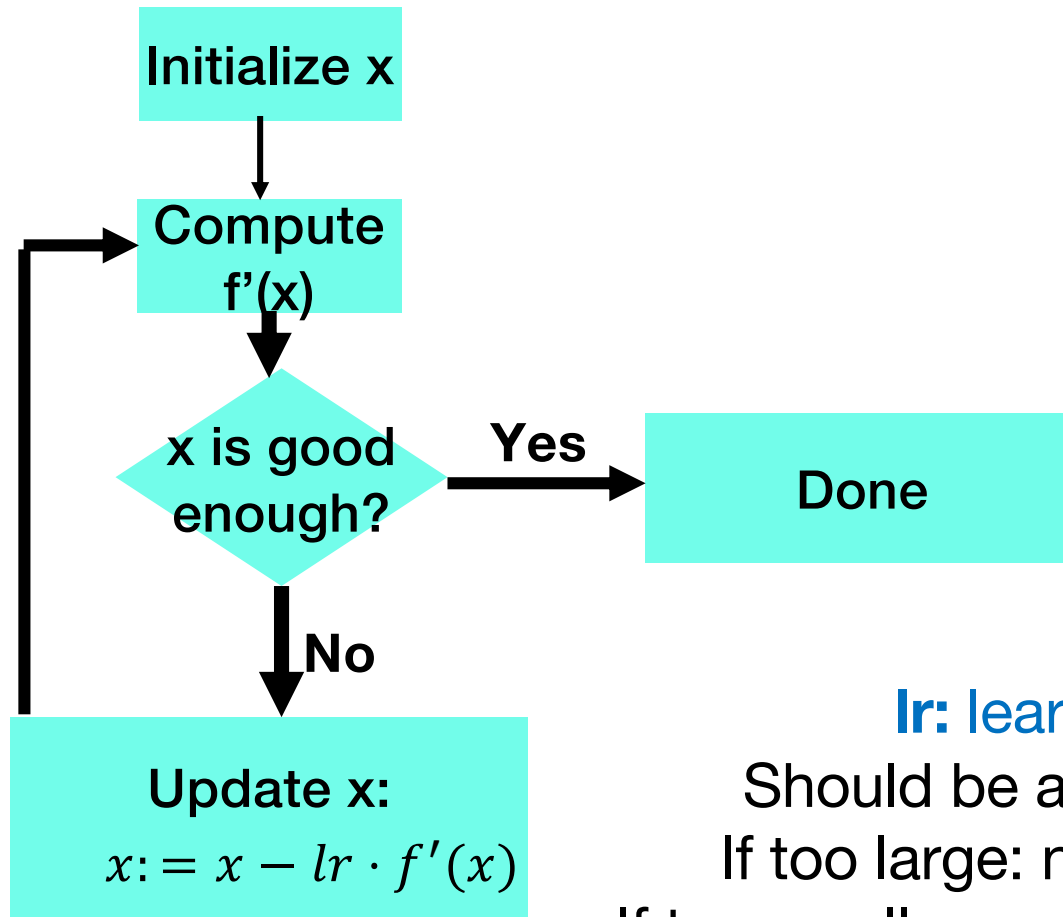 Initialize x
Compute
f’(x)
x is good
enough?
Yes
Done
No
Update x:
x: = x − lr · f′(x)
lr:
Should be
If too large: